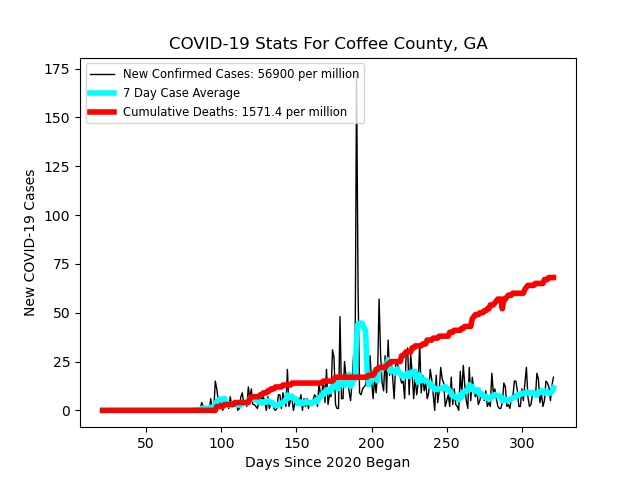 COVID-19 Stats For Coffee County, GA
New Confirmed Cases: 56900 per million
7 Day Case Average
Cumulative Deaths: 1571.4 per million
New COVID-19 Cases
175
150
125
100
75
50
25
0
50
100
150
200
250
300
Days Since 2020 Began